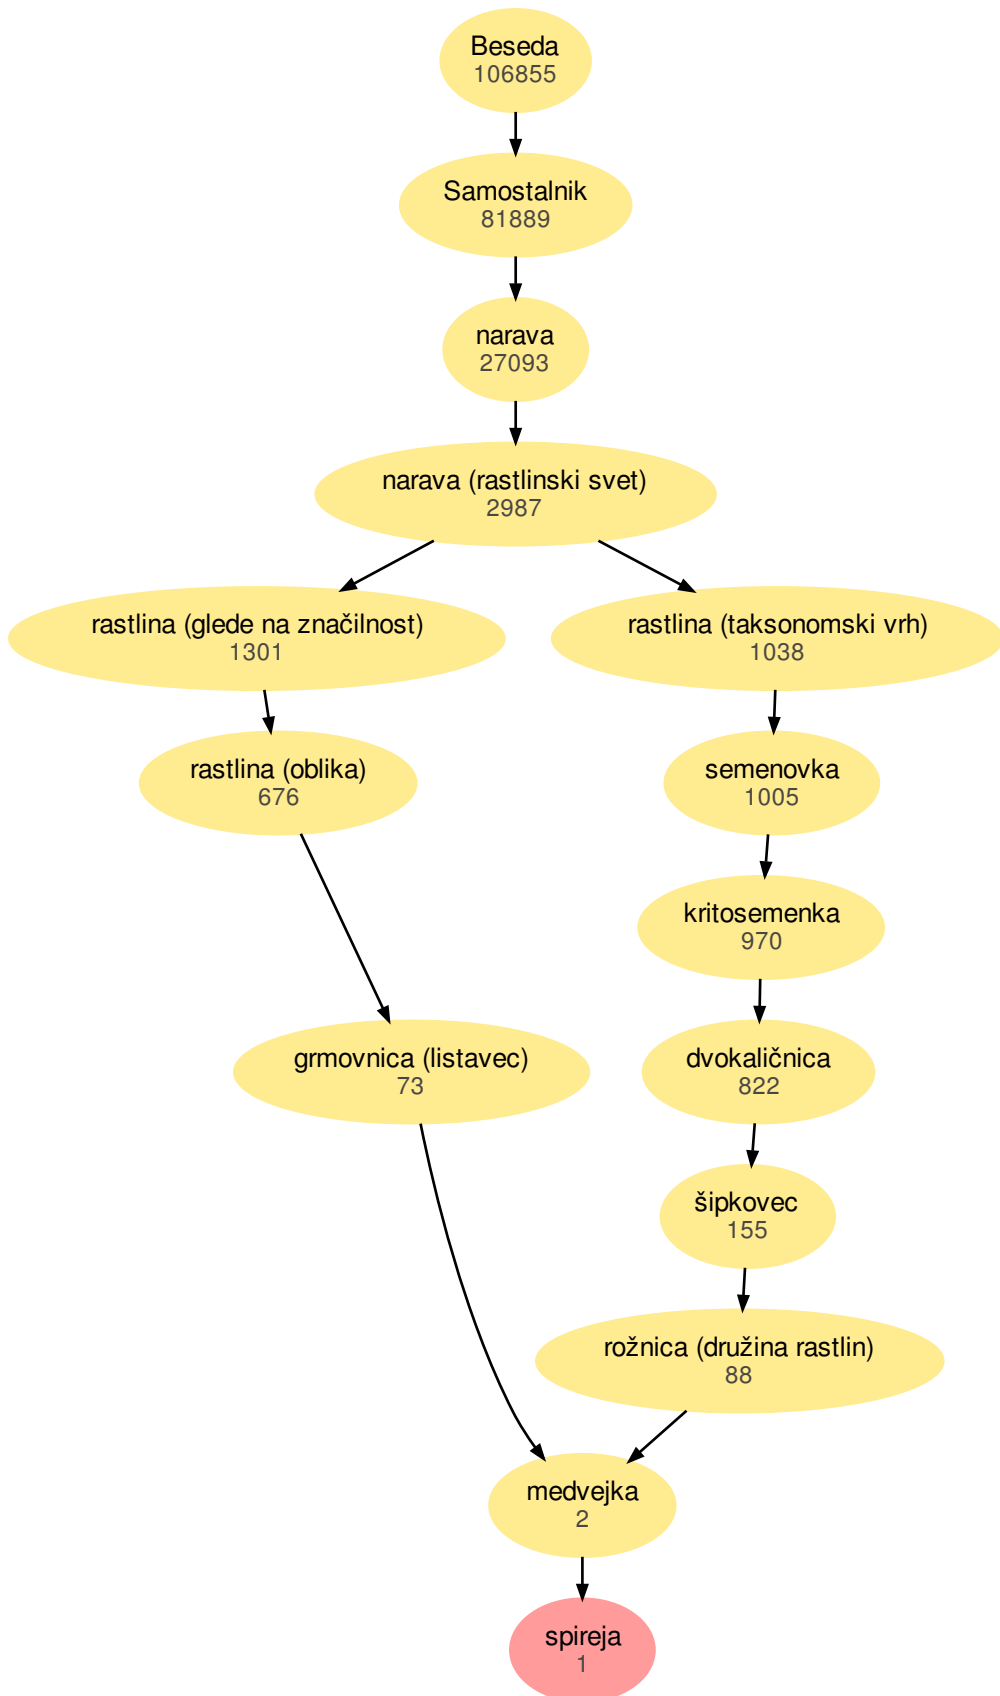 Beseda
106855
Samostalnik
81889
narava
27093
narava (rastlinski svet)
2987
rastlina (glede na značilnost)
1301
rastlina (taksonomski vrh)
1038
rastlina (oblika)
676
semenovka
1005
kritosemenka
970
grmovnica (listavec)
73
dvokaličnica
822
šipkovec
155
rožnica (družina rastlin)
88
medvejka
2
spireja
1